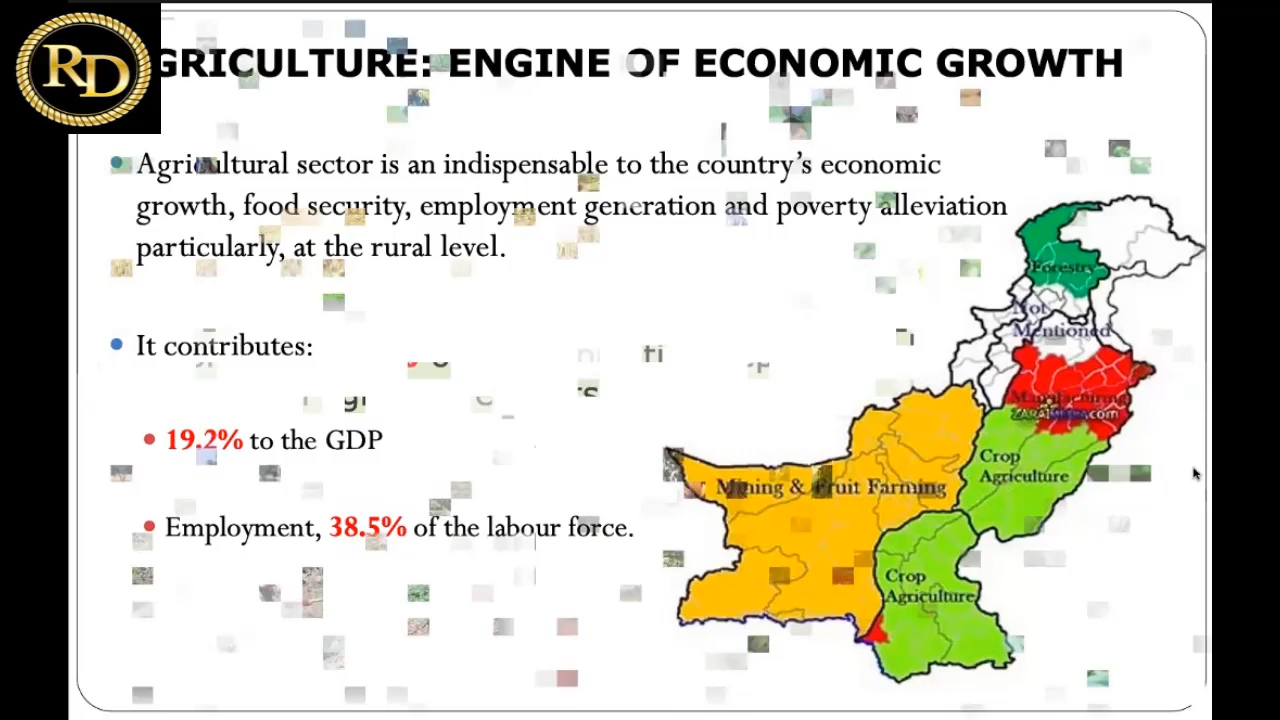 RD
GRICULTURE: ENGINE OF ECONOMIC GROWTH
Agricultural sector is an indispensable to the country's economic
growth, food security, employment generation and poverty alleviation
particularly, at the rural level.
It contributes:
19.2% to the GDP
Employment, 38.5% of the labour force.
Forestry
Not
Mentioned
Manufacturing
Crop
Agriculture
Mining & Fruit Farming
Crop
Agriculture